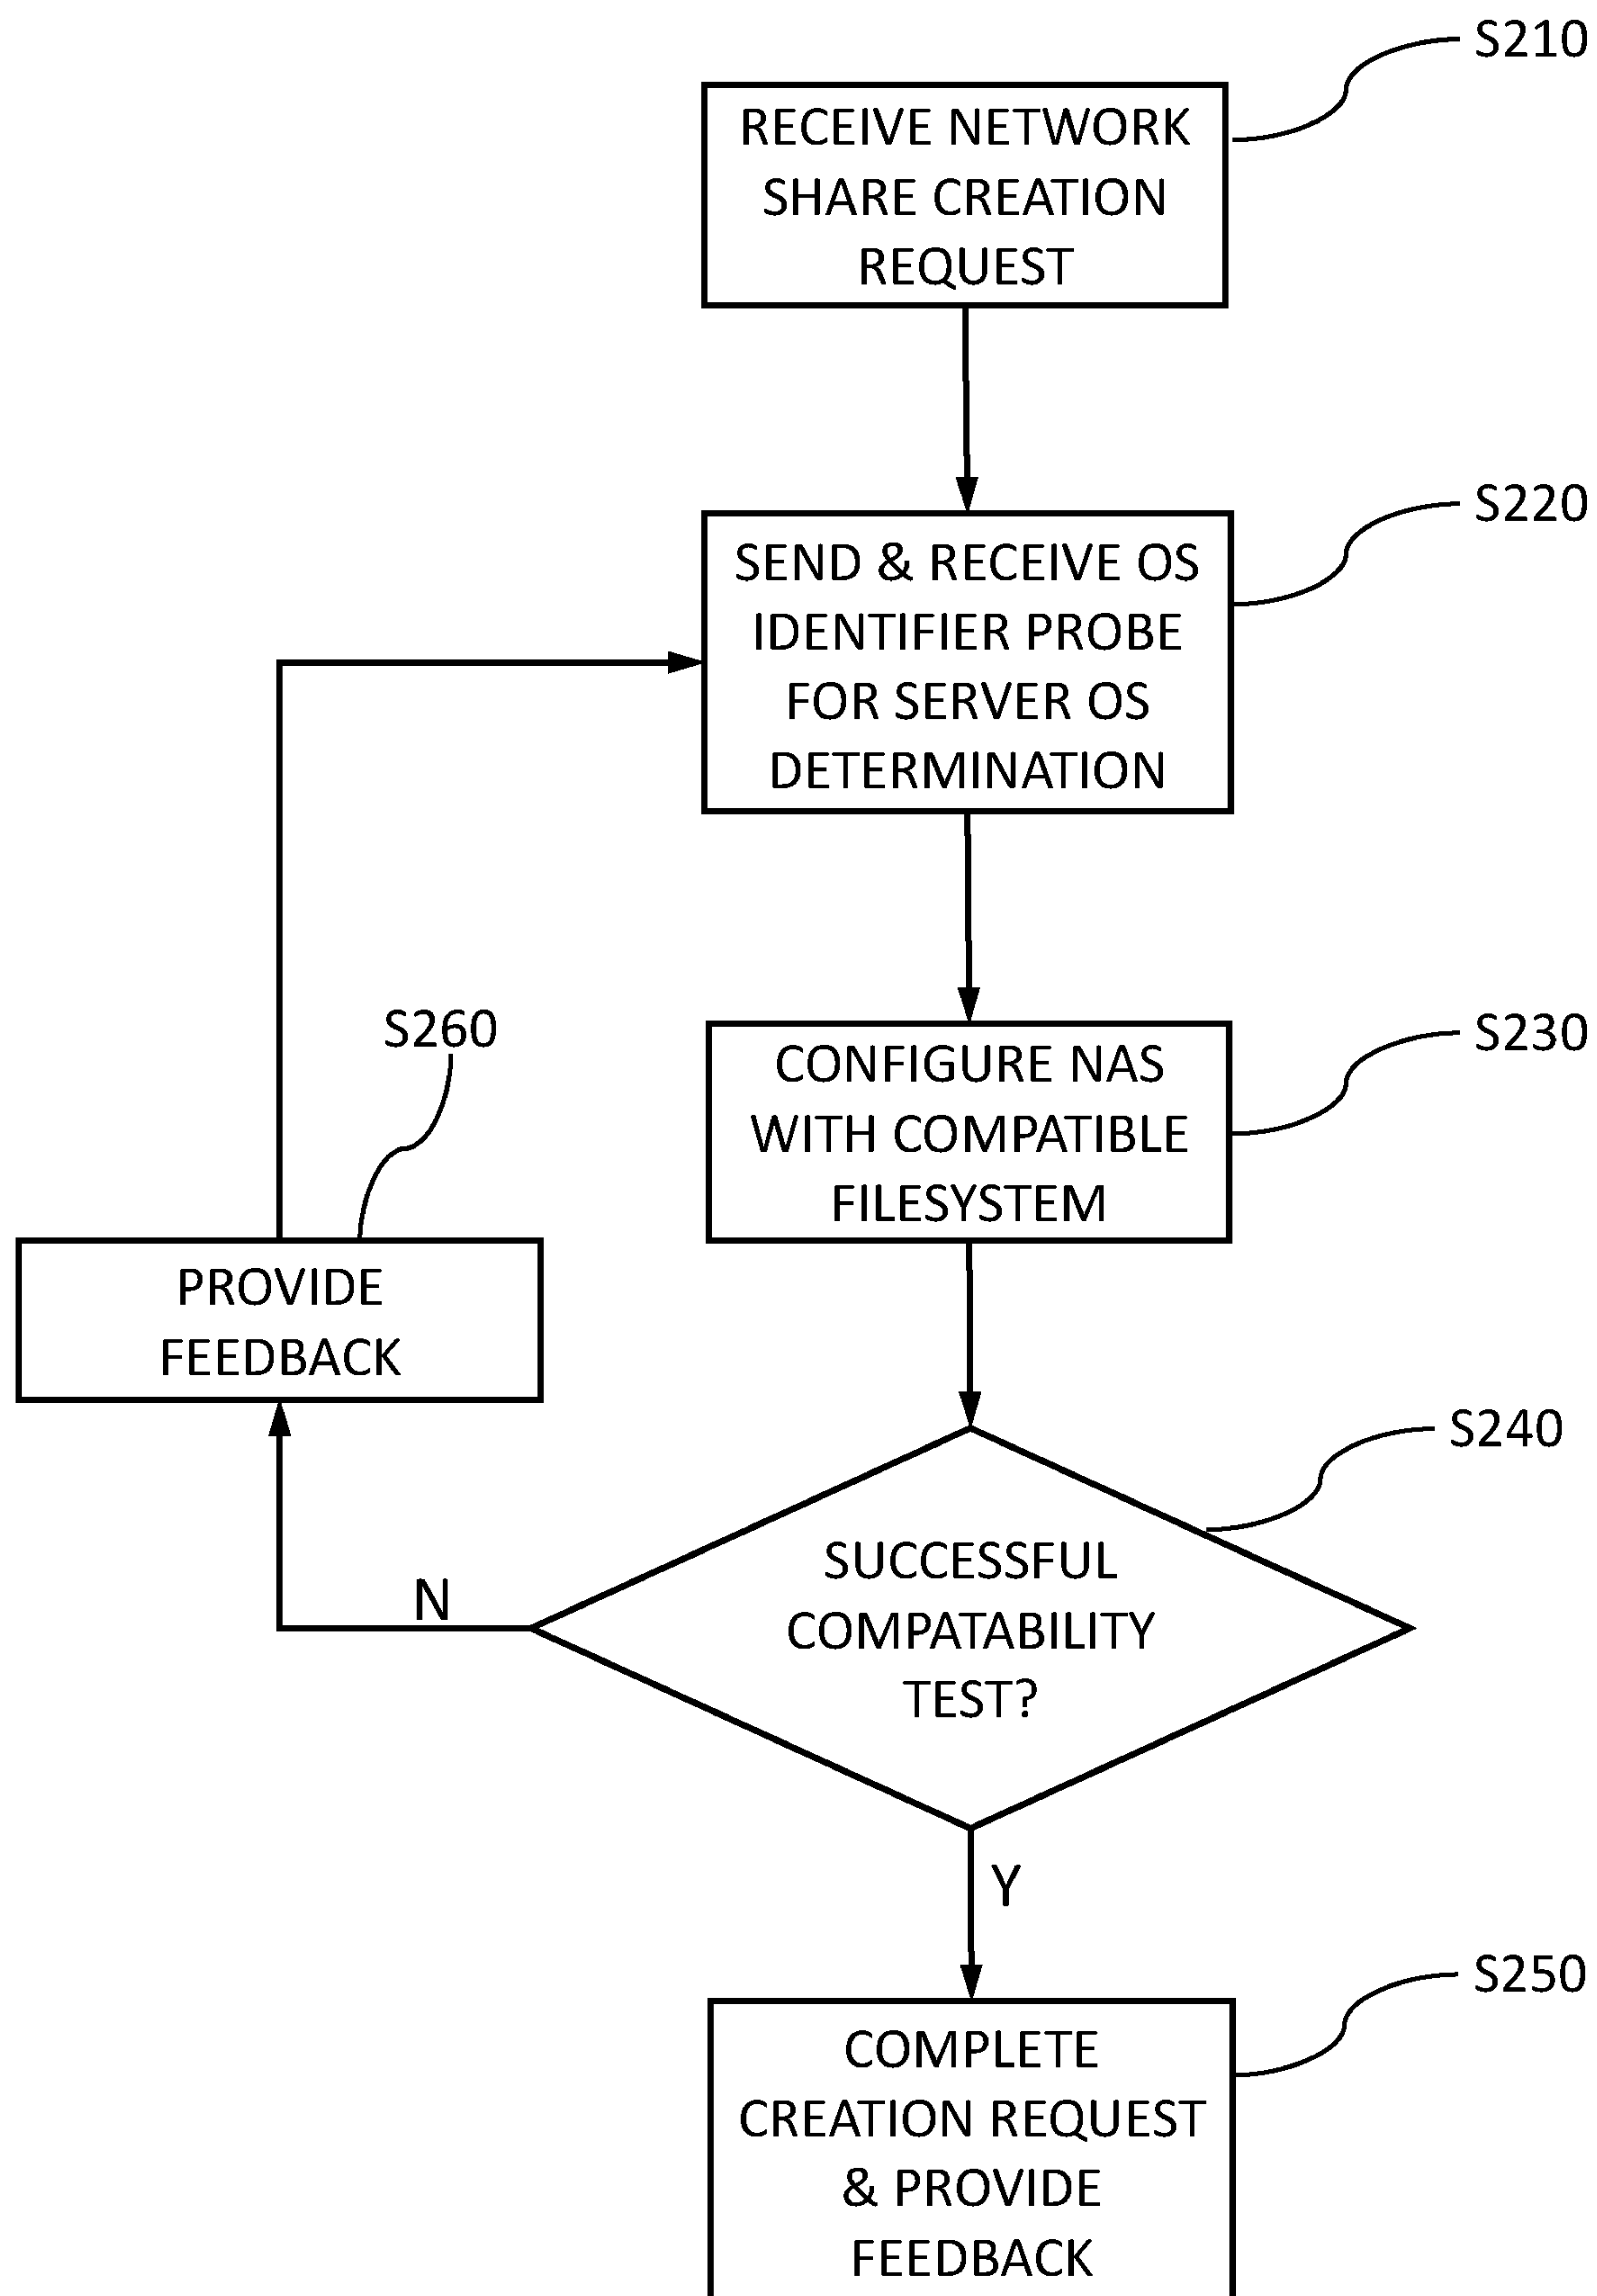 S210
RECEIVE NETWORK
SHARE CREATION
REQUEST
S220
SEND & RECEIVE OS
IDENTIFIER PROBE
FOR SERVER OS
DETERMINATION
S230
CONFIGURE NAS
WITH COMPATIBLE
FILESYSTEM
S260
PROVIDE
FEEDBACK
S240
SUCCESSFUL
COMPATABILITY
TEST?
N
Y
S250
COMPLETE
CREATION REQUEST
& PROVIDE
FEEDBACK